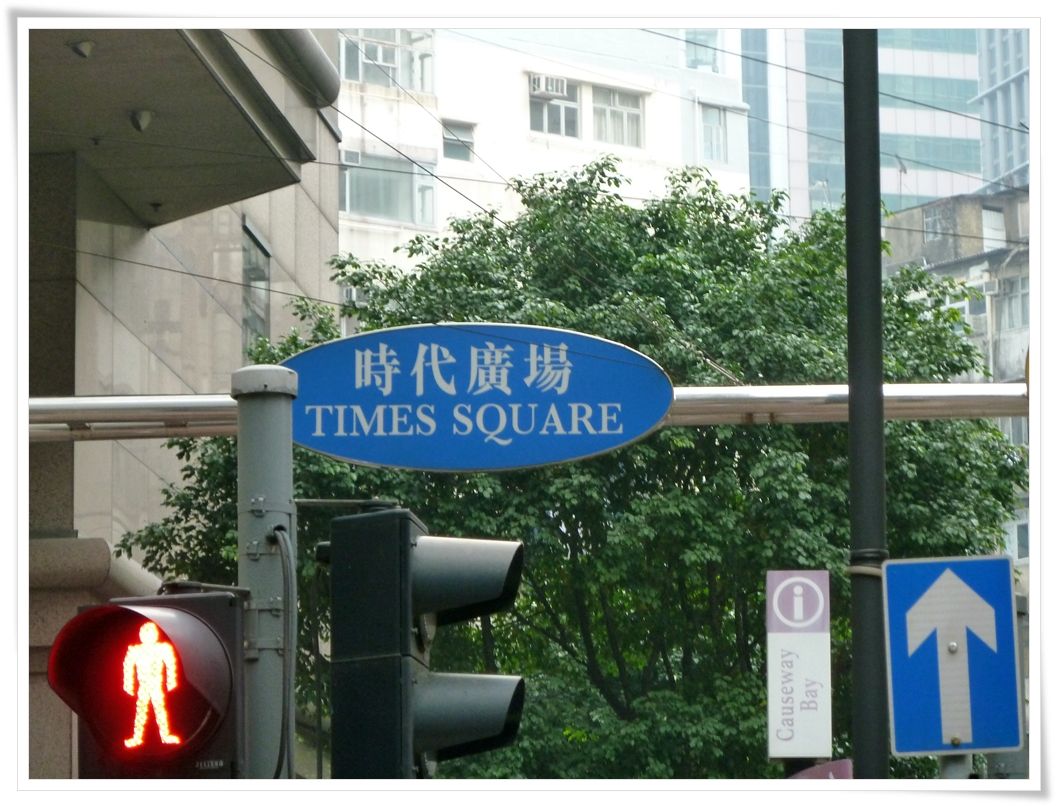 時代廣場
TIMES SQUARE
i
Causeway
Bay